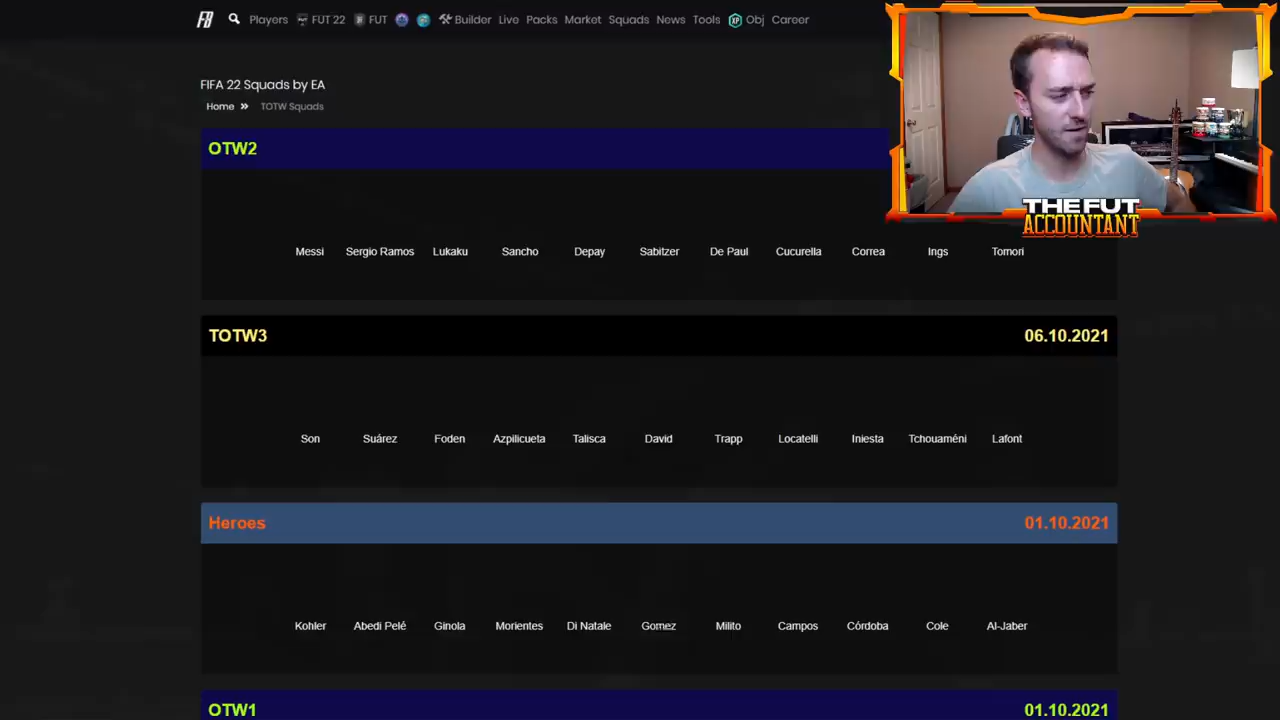 FB Players FUT 22 FUT Builder Live Packs Market Squads News Tools XP Obj Career
FIFA 22 Squads by EA
Home » TOTW Squads
THE FUT
ACCOUNTANT
OTW2
Messi Sergio Ramos Lukaku Sancho Depay Sabitzer De Paul Cucurella Correa Ings Tomori
TOTW3 06.10.2021
Son Suárez Foden Azpilicueta Talisca David Trapp Locatelli Iniesta Tchouaméni Lafont
Heroes 01.10.2021
Kohler Abedi Pelé Ginola Morientes Di Natale Gomez Milito Campos Córdoba Cole Al-Jaber
OTW1 01.10.2021